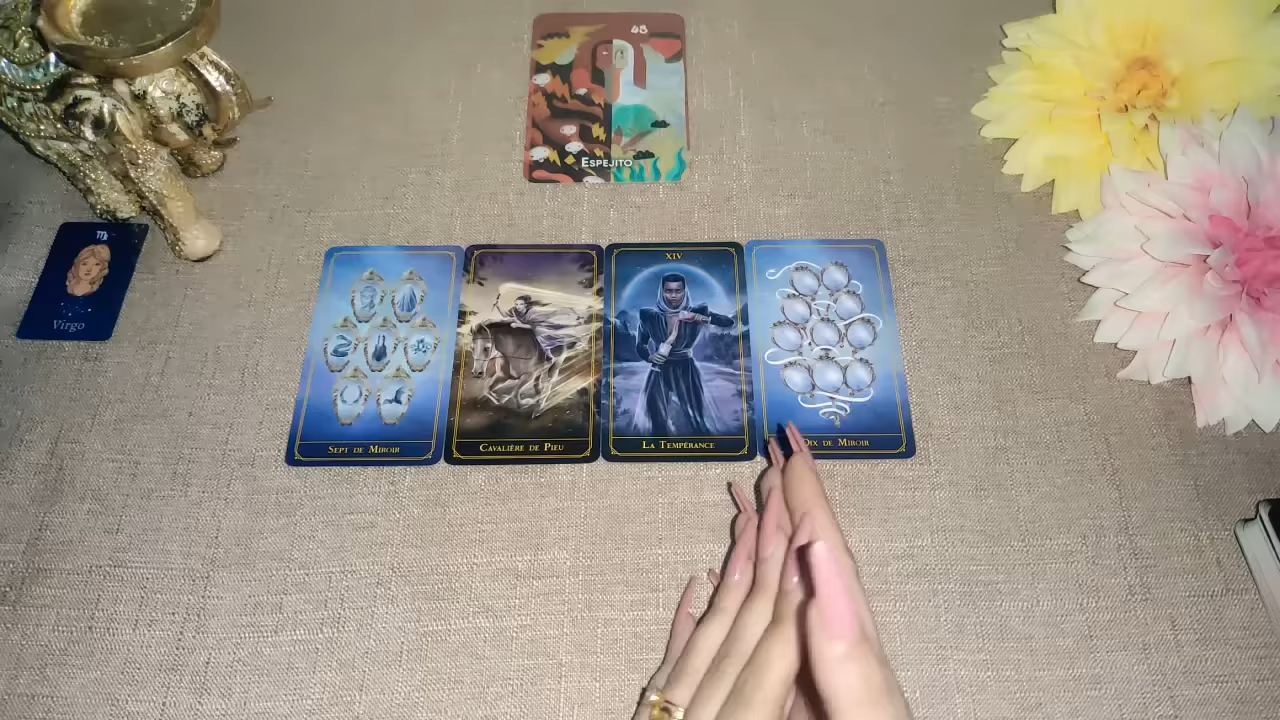 48
ESPEJITO
♍
Virgo
SEPT DE MIROIR
CAVALIÈRE DE PIEU
XIV
LA TEMPÉRANCE
DIX DE MIROIR